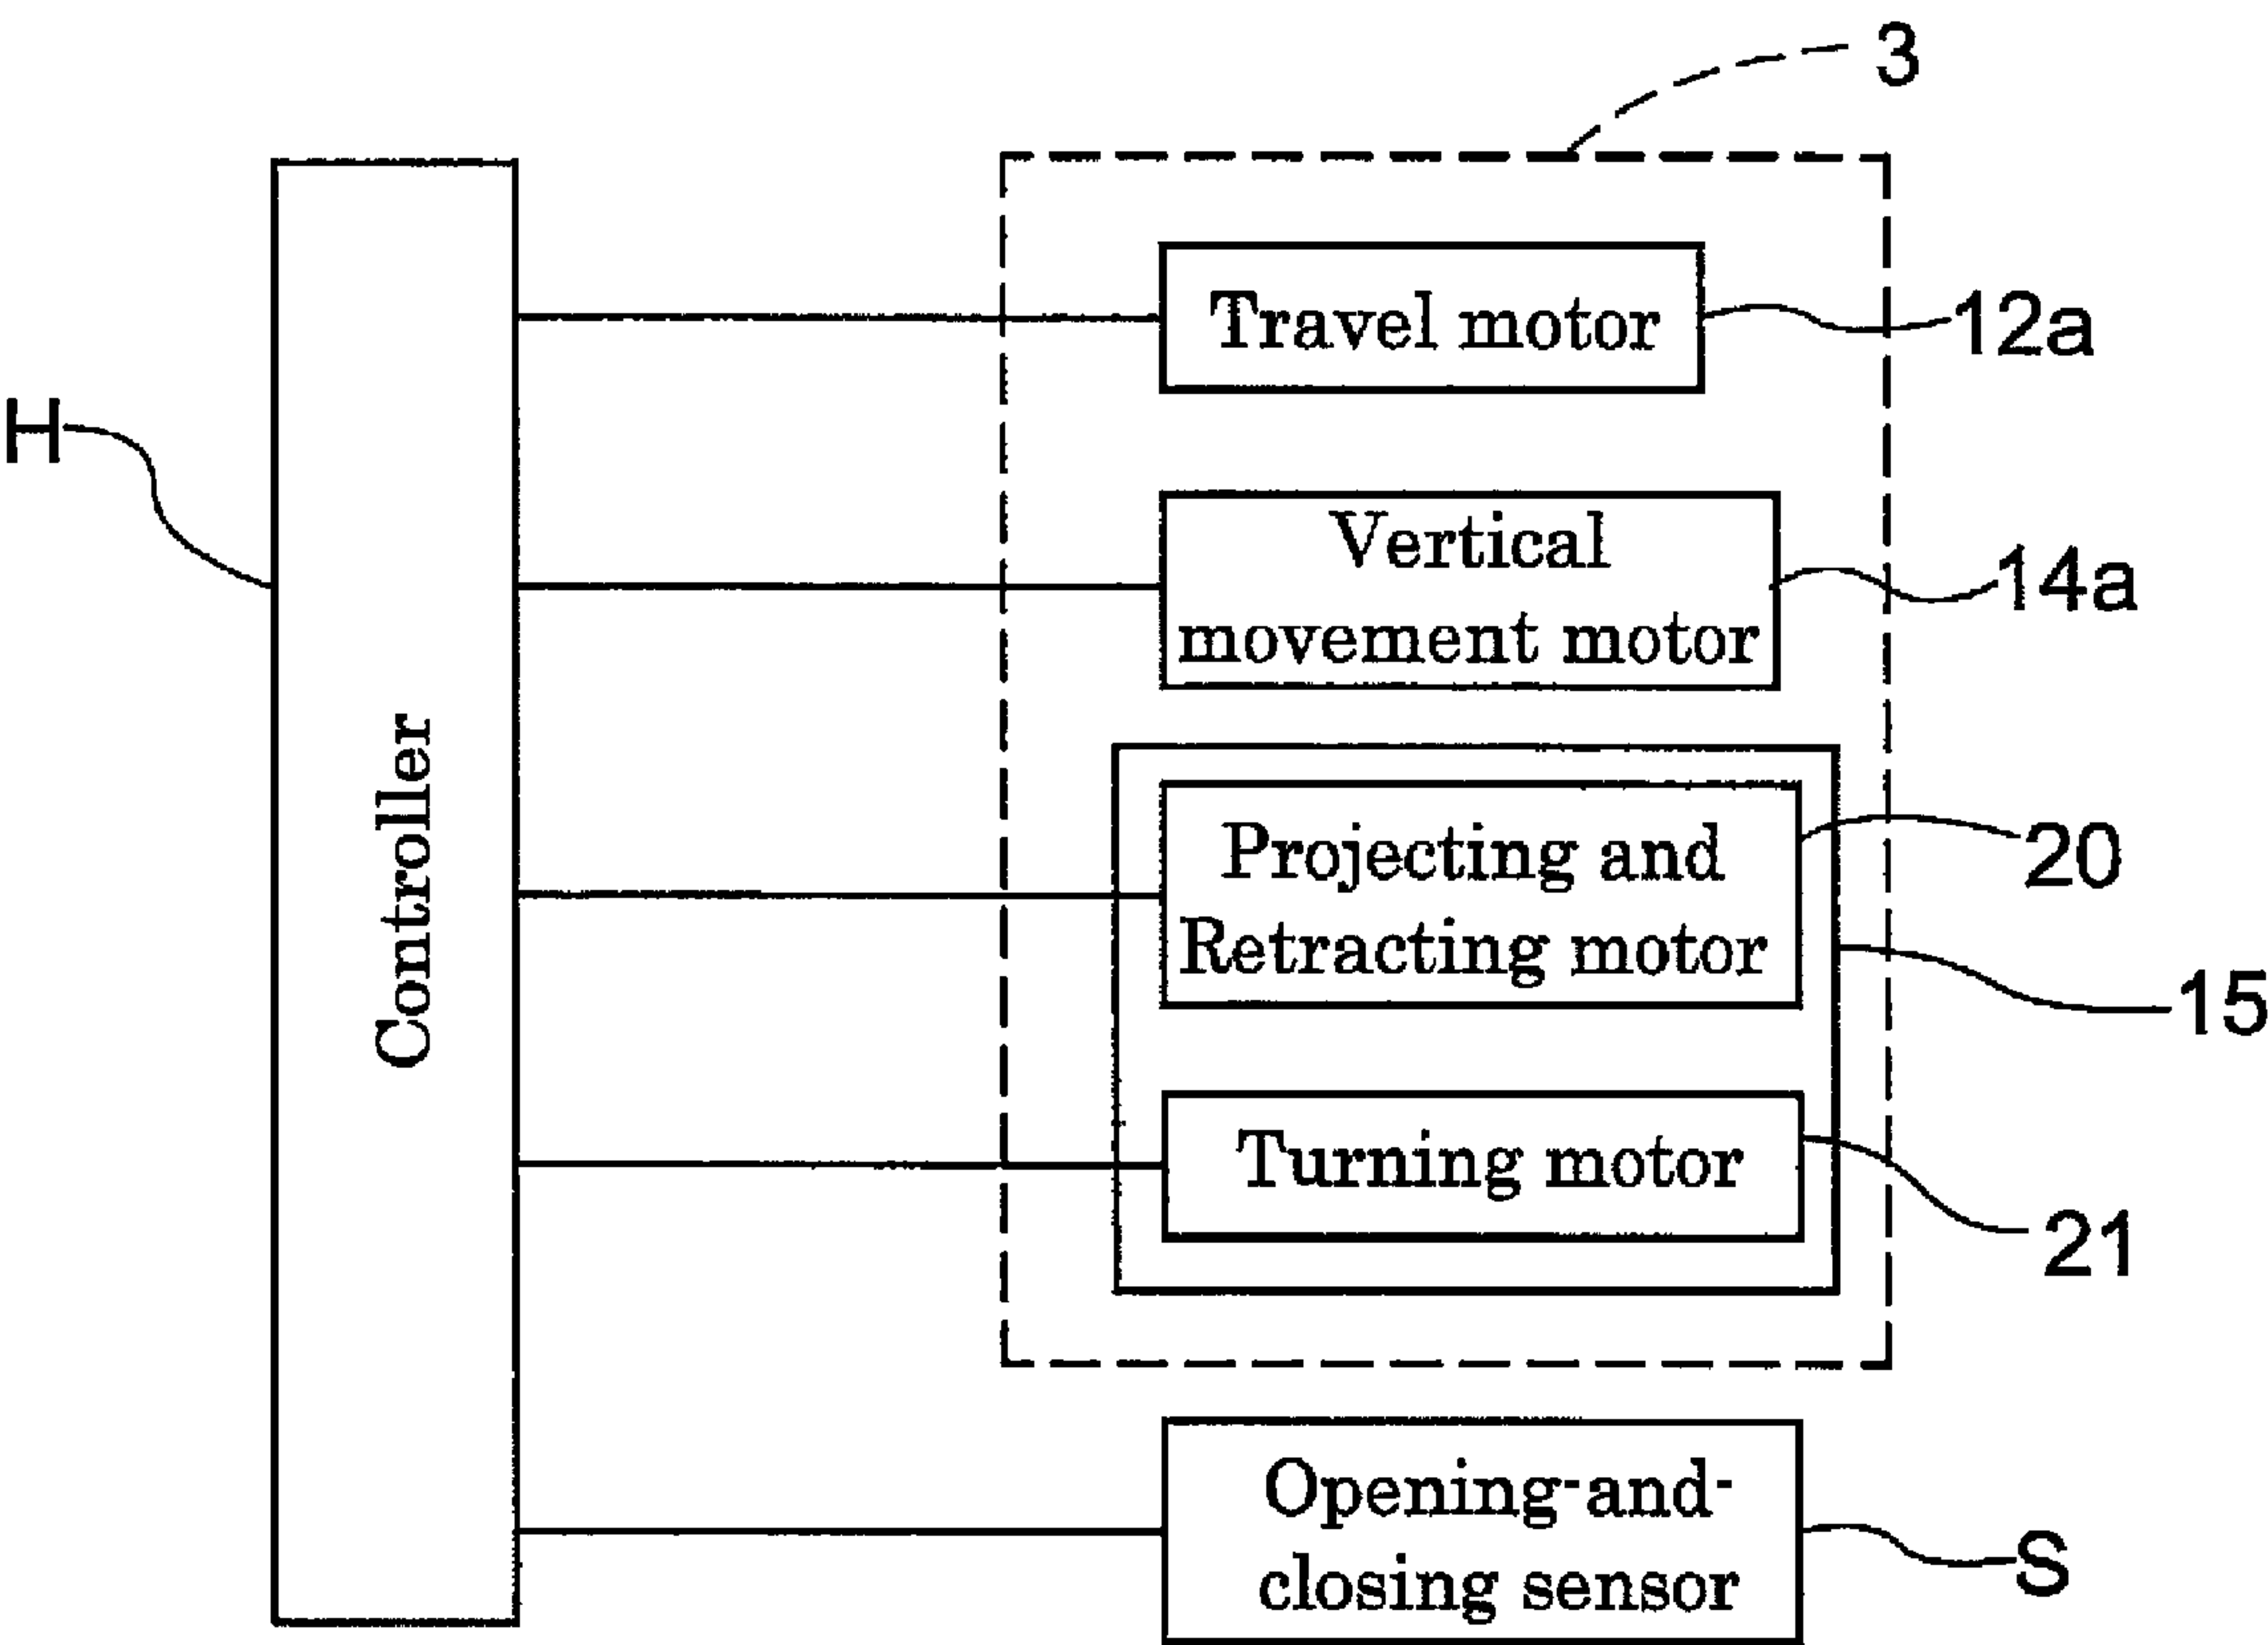 3
Travel motor
12a
H
Vertical
movement motor
14a
Controller
Projecting and
Retracting motor
20
15
Turning motor
21
Opening-and-
closing sensor
S